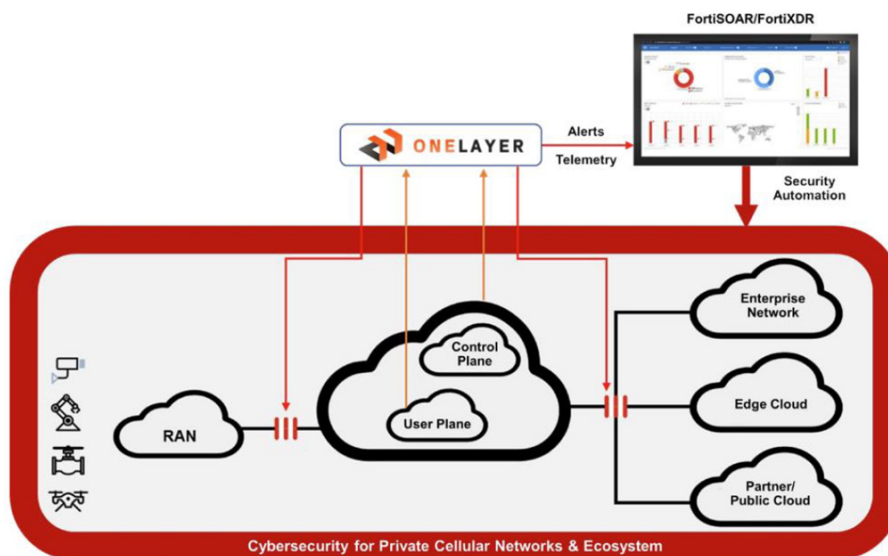 FortiSOAR/FortiXDR
ONELAYER
Alerts
Telemetry
Security
Automation
Enterprise
Network
Control
Plane
User Plane
RAN
Edge Cloud
Partner/
Public Cloud
Cybersecurity for Private Cellular Networks & Ecosystem